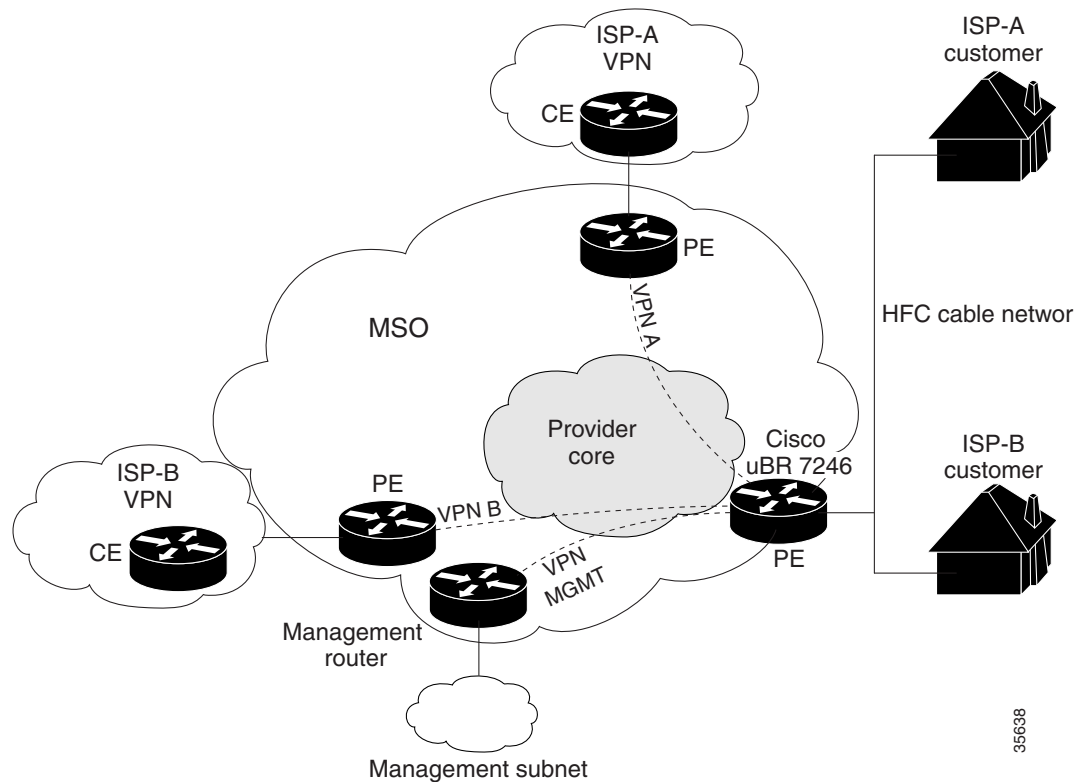 ISP-A
VPN
CE
ISP-A
customer
PE
VPN A
MSO
HFC cable networ
Provider
core
Cisco
uBR 7246
PE
ISP-B
customer
ISP-B
VPN
CE
PE
VPN B
VPN
MGMT
Management
router
Management subnet
35638